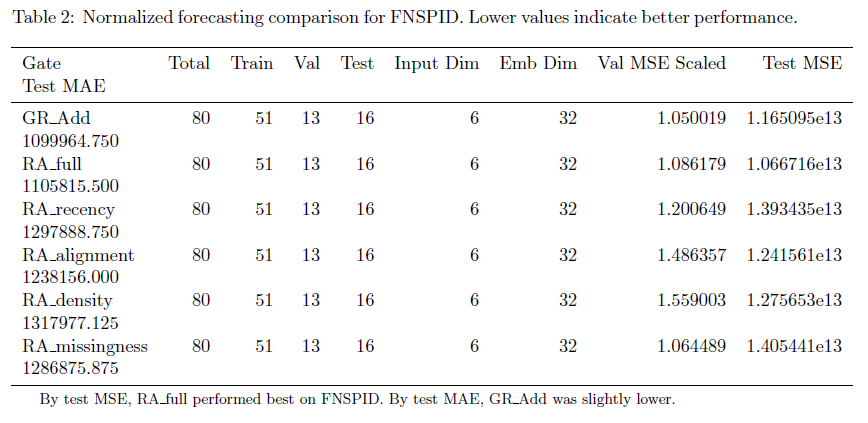 Table 2: Normalized forecasting comparison for FNSPID. Lower values indicate better performance.
Gate Total Train Val Test Input Dim Emb Dim Val MSE Scaled Test MSE
Test MAE
GR_Add 80 51 13 16 6 32 1.050019 1.165095e13
1099964.750
RA_full 80 51 13 16 6 32 1.086179 1.066716e13
1105815.500
RA_recency 80 51 13 16 6 32 1.200649 1.393435e13
1297888.750
RA_alignment 80 51 13 16 6 32 1.486357 1.241561e13
1238156.000
RA_density 80 51 13 16 6 32 1.559003 1.275653e13
1317977.125
RA_missingness 80 51 13 16 6 32 1.064489 1.405441e13
1286875.875
By test MSE, RA_full performed best on FNSPID. By test MAE, GR_Add was slightly lower.